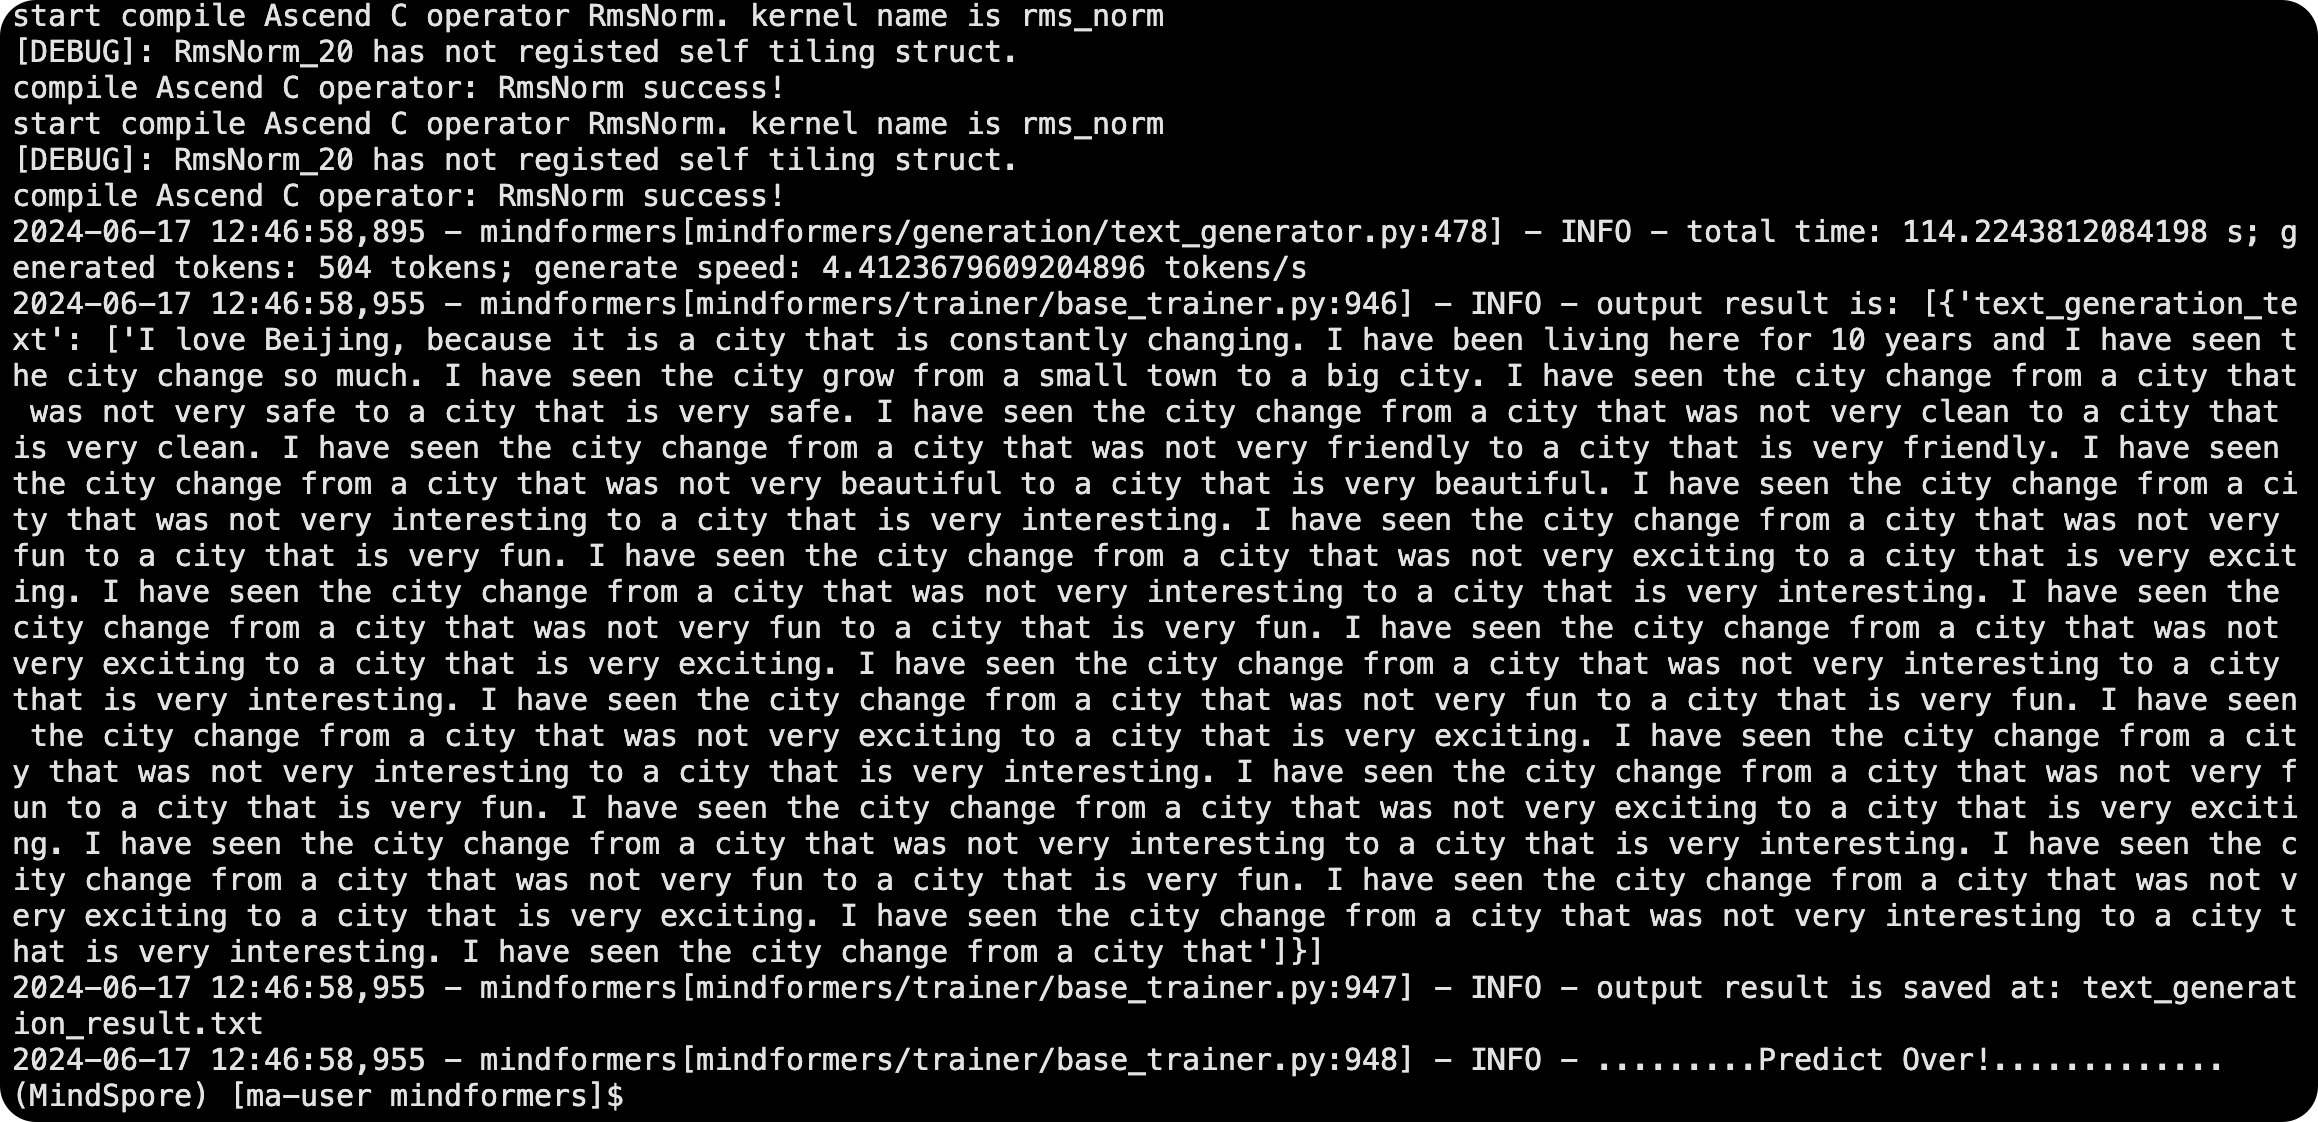 start compile Ascend C operator RmsNorm. kernel name is rms_norm
[DEBUG]: RmsNorm_20 has not registed self tiling struct.
compile Ascend C operator: RmsNorm success!
start compile Ascend C operator RmsNorm. kernel name is rms_norm
[DEBUG]: RmsNorm_20 has not registed self tiling struct.
compile Ascend C operator: RmsNorm success!
2024-06-17 12:46:58,895 - mindformers[mindformers/generation/text_generator.py:478] - INFO - total time: 114.2243812084198 s; g
enerated tokens: 504 tokens; generate speed: 4.4123679609204896 tokens/s
2024-06-17 12:46:58,955 - mindformers[mindformers/trainer/base_trainer.py:946] - INFO - output result is: [{'text_generation_te
xt': ['I love Beijing, because it is a city that is constantly changing. I have been living here for 10 years and I have seen t
he city change so much. I have seen the city grow from a small town to a big city. I have seen the city change from a city that
 was not very safe to a city that is very safe. I have seen the city change from a city that was not very clean to a city that
is very clean. I have seen the city change from a city that was not very friendly to a city that is very friendly. I have seen
the city change from a city that was not very beautiful to a city that is very beautiful. I have seen the city change from a ci
ty that was not very interesting to a city that is very interesting. I have seen the city change from a city that was not very
fun to a city that is very fun. I have seen the city change from a city that was not very exciting to a city that is very excit
ing. I have seen the city change from a city that was not very interesting to a city that is very interesting. I have seen the
city change from a city that was not very fun to a city that is very fun. I have seen the city change from a city that was not
very exciting to a city that is very exciting. I have seen the city change from a city that was not very interesting to a city
that is very interesting. I have seen the city change from a city that was not very fun to a city that is very fun. I have seen
 the city change from a city that was not very exciting to a city that is very exciting. I have seen the city change from a cit
y that was not very interesting to a city that is very interesting. I have seen the city change from a city that was not very f
un to a city that is very fun. I have seen the city change from a city that was not very exciting to a city that is very exciti
ng. I have seen the city change from a city that was not very interesting to a city that is very interesting. I have seen the c
ity change from a city that was not very fun to a city that is very fun. I have seen the city change from a city that was not v
ery exciting to a city that is very exciting. I have seen the city change from a city that was not very interesting to a city t
hat is very interesting. I have seen the city change from a city that']}]
2024-06-17 12:46:58,955 - mindformers[mindformers/trainer/base_trainer.py:947] - INFO - output result is saved at: text_generat
ion_result.txt
2024-06-17 12:46:58,955 - mindformers[mindformers/trainer/base_trainer.py:948] - INFO - .........Predict Over!.............
(MindSpore) [ma-user mindformers]$